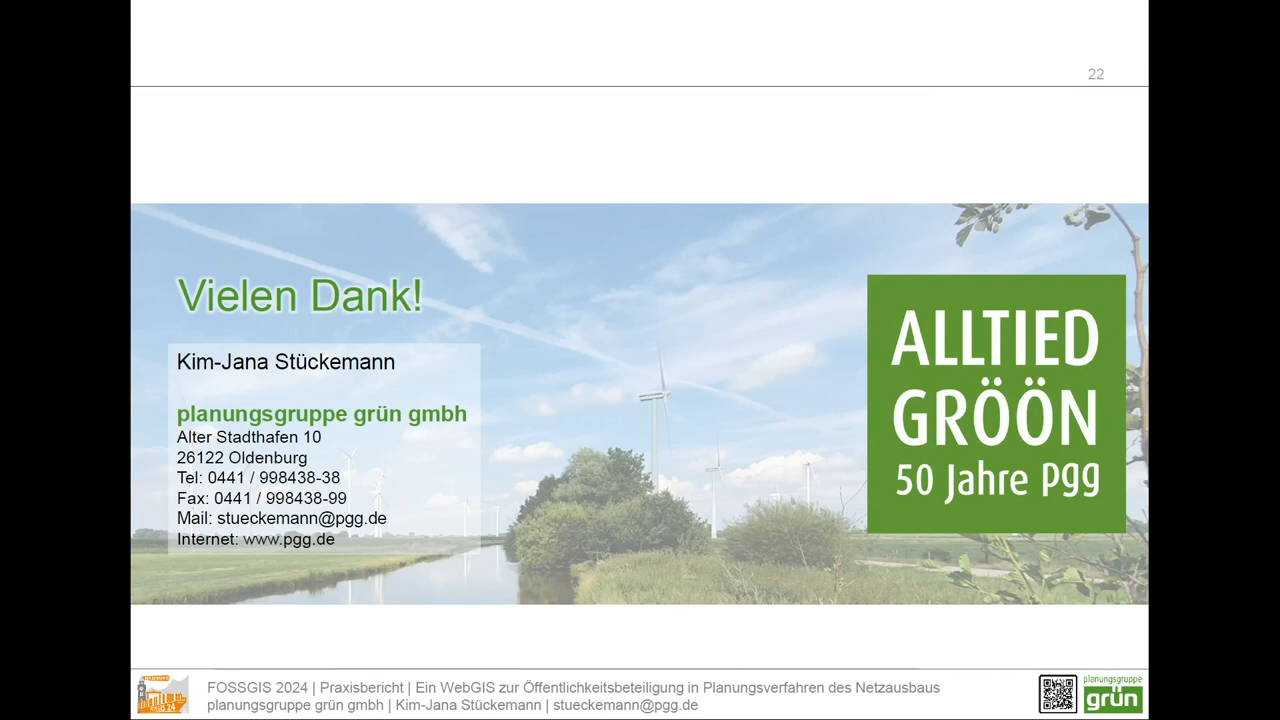 22
Vielen Dank!
Kim-Jana Stückemann
planungsgruppe grün gmbh
Alter Stadthafen 10
26122 Oldenburg
Tel: 0441 / 998438-38
Fax: 0441 / 998438-99
Mail: stueckemann@pgg.de
Internet: www.pgg.de
ALLTIED
GRÖÖN
50 Jahre Pgg
FOSSGIS 2024 | Praxisbericht | Ein WebGIS zur Öffentlichkeitsbeteiligung in Planungsverfahren des Netzausbaus
planungsgruppe grün gmbh | Kim-Jana Stückemann | stueckemann@pgg.de
planungsgruppe
grün